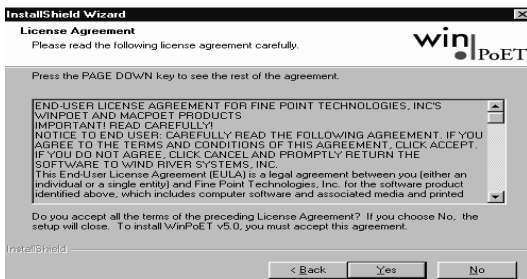 InstallShield Wizard
License Agreement
Please read the following license agreement carefully.
win
PoET
Press the PAGE DOWN key to see the rest of the agreement.
END-USER LICENSE AGREEMENT FOR FINE POINT TECHNOLOGIES, INC'S
WINPOET AND MACPOET PRODUCTS
IMPORTANT! READ CAREFULLY!
NOTICE TO END USER: CAREFULLY READ THE FOLLOWING AGREEMENT. IF YOU
AGREE TO THE TERMS AND CONDITIONS OF THIS AGREEMENT, CLICK ACCEPT.
IF YOU DO NOT AGREE, CLICK CANCEL AND PROMPTLY RETURN THE
SOFTWARE TO WIND RIVER SYSTEMS, INC.
This End-User License Agreement (EULA) is a legal agreement between you (either an
individual or a single entity) and Fine Point Technologies, Inc. for the software product
identified above, which includes computer software and associated media and printed
Do you accept all the terms of the preceding License Agreement? If you choose No, the
setup will close. To install WinPoET v5.0, you must accept this agreement.
InstallShield
< Back Yes No